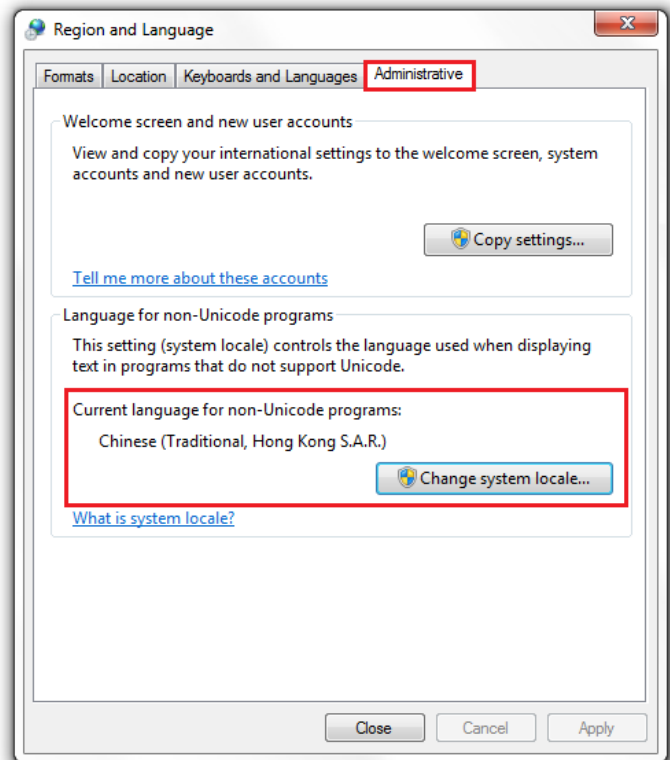 Region and Language
Formats Location Keyboards and Languages Administrative
Welcome screen and new user accounts
View and copy your international settings to the welcome screen, system
accounts and new user accounts.
Copy settings...
Tell me more about these accounts
Language for non-Unicode programs
This setting (system locale) controls the language used when displaying
text in programs that do not support Unicode.
Current language for non-Unicode programs:
Chinese (Traditional, Hong Kong S.A.R.)
Change system locale...
What is system locale?
Close Cancel Apply